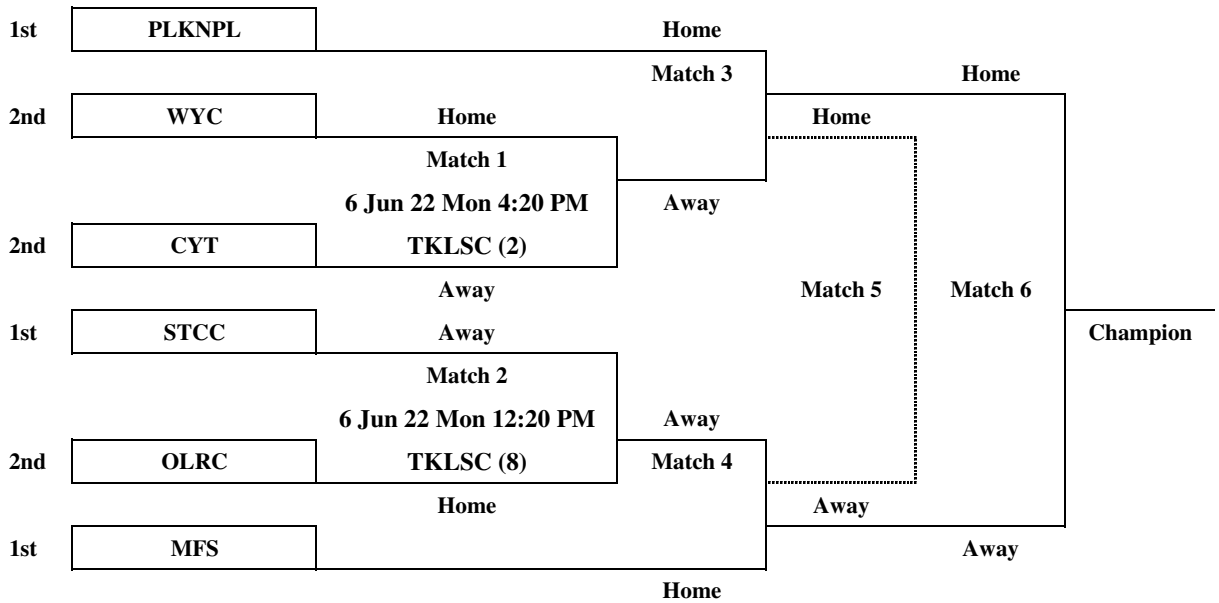 1st PLKNPL Home
Match 3 Home
2nd WYC Home Home
Match 1
6 Jun 22 Mon 4:20 PM Away
2nd CYT TKLSC (2)
Away Match 5 Match 6
1st STCC Away Champion
Match 2
6 Jun 22 Mon 12:20 PM Away
2nd OLRC TKLSC (8) Match 4
Home Away
1st MFS Away
Home